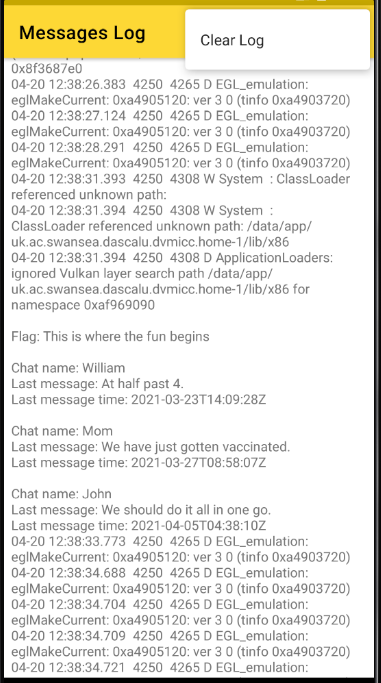 Messages Log
Clear Log
0x8f3687e0
04-20 12:38:26.383 4250 4265 D EGL_emulation:
eglMakeCurrent: 0xa4905120: ver 3 0 (tinfo 0xa4903720)
04-20 12:38:27.124 4250 4265 D EGL_emulation:
eglMakeCurrent: 0xa4905120: ver 3 0 (tinfo 0xa4903720)
04-20 12:38:28.291 4250 4265 D EGL_emulation:
eglMakeCurrent: 0xa4905120: ver 3 0 (tinfo 0xa4903720)
04-20 12:38:31.393 4250 4308 W System : ClassLoader
referenced unknown path:
04-20 12:38:31.394 4250 4308 W System :
ClassLoader referenced unknown path: /data/app/
uk.ac.swansea.dascalu.dvmicc.home-1/lib/x86
04-20 12:38:31.394 4250 4308 D ApplicationLoaders:
ignored Vulkan layer search path /data/app/
uk.ac.swansea.dascalu.dvmicc.home-1/lib/x86 for
namespace 0xaf969090
Flag: This is where the fun begins
Chat name: William
Last message: At half past 4.
Last message time: 2021-03-23T14:09:28Z
Chat name: Mom
Last message: We have just gotten vaccinated.
Last message time: 2021-03-27T08:58:07Z
Chat name: John
Last message: We should do it all in one go.
Last message time: 2021-04-05T04:38:10Z
04-20 12:38:33.773 4250 4265 D EGL_emulation:
eglMakeCurrent: 0xa4905120: ver 3 0 (tinfo 0xa4903720)
04-20 12:38:34.688 4250 4265 D EGL_emulation:
eglMakeCurrent: 0xa4905120: ver 3 0 (tinfo 0xa4903720)
04-20 12:38:34.704 4250 4265 D EGL_emulation:
eglMakeCurrent: 0xa4905120: ver 3 0 (tinfo 0xa4903720)
04-20 12:38:34.709 4250 4265 D EGL_emulation:
eglMakeCurrent: 0xa4905120: ver 3 0 (tinfo 0xa4903720)
04-20 12:38:34.721 4250 4265 D EGL_emulation: